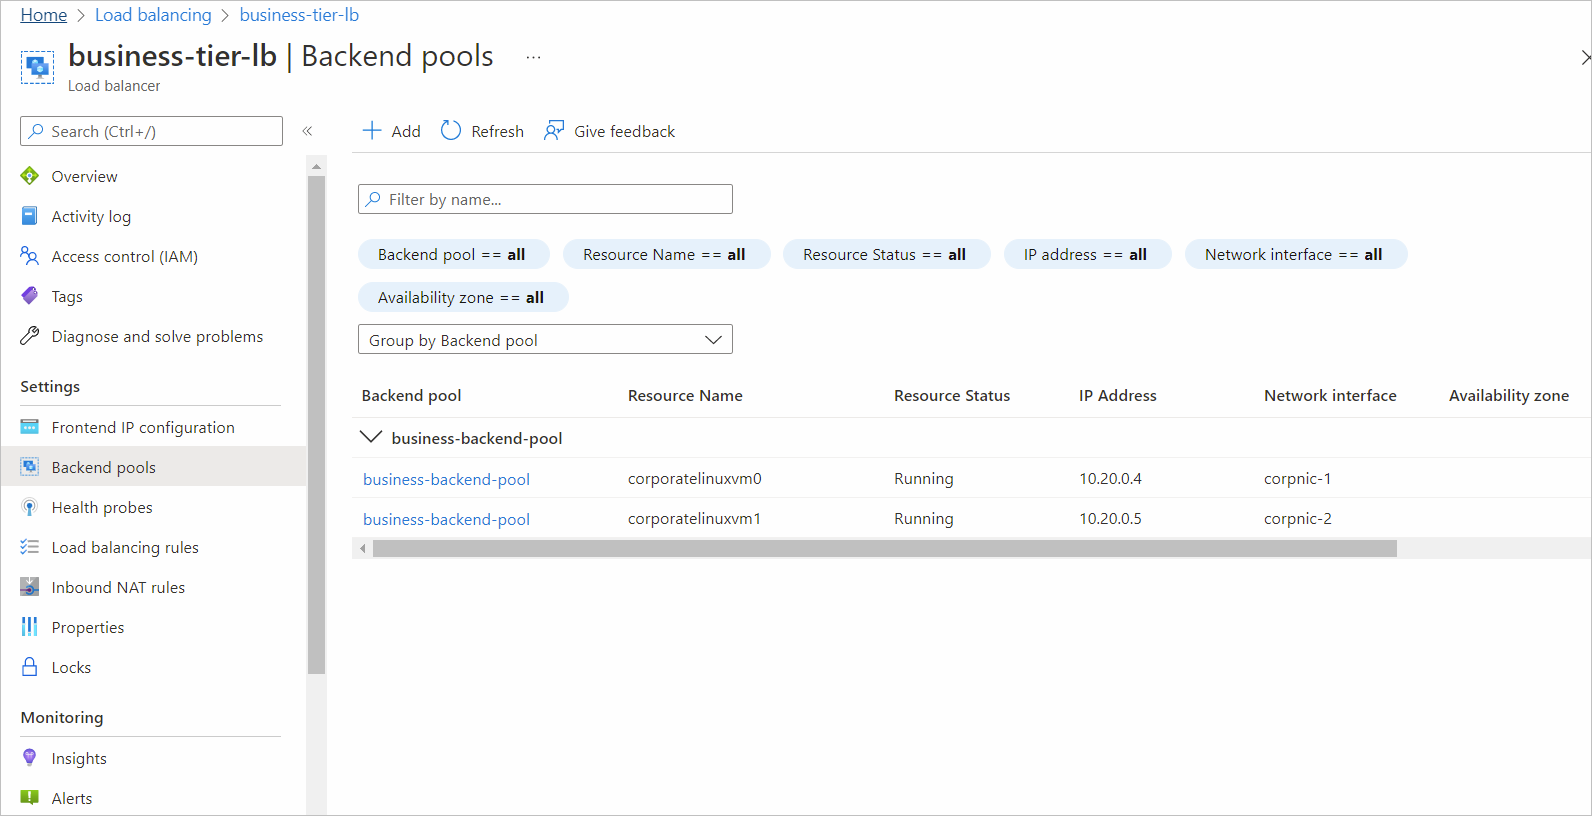 Home > Load balancing > business-tier-lb
business-tier-lb | Backend pools ...
Load balancer
Search (Ctrl+/) «
Overview
Activity log
Access control (IAM)
Tags
Diagnose and solve problems
Settings
Frontend IP configuration
Backend pools
Health probes
Load balancing rules
Inbound NAT rules
Properties
Locks
Monitoring
Insights
Alerts
Add Refresh Give feedback
Filter by name...
Backend pool == all Resource Name == all Resource Status == all IP address == all Network interface == all
Availability zone == all
Group by Backend pool
Backend pool Resource Name Resource Status IP Address Network interface Availability zone
business-backend-pool
business-backend-pool corporatelinuxvm0 Running 10.20.0.4 corpnic-1
business-backend-pool corporatelinuxvm1 Running 10.20.0.5 corpnic-2